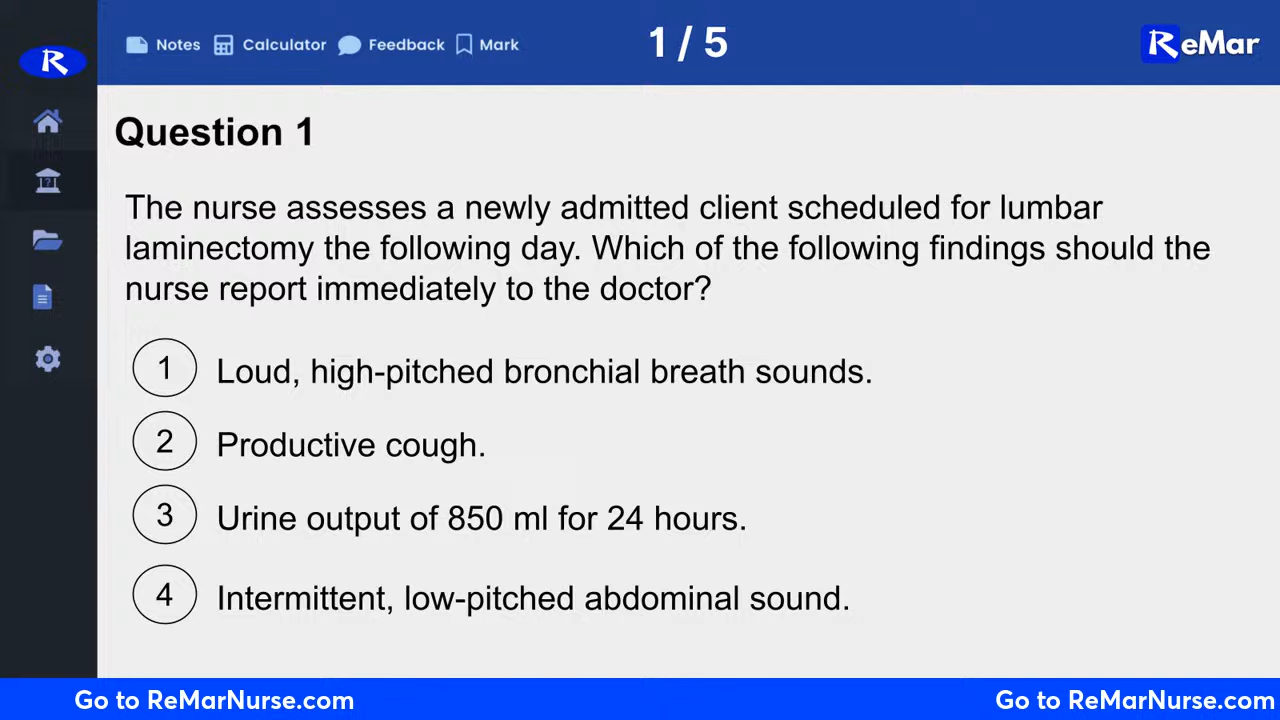 Notes Calculator Feedback Mark 1 / 5 ReMar
R
Question 1
The nurse assesses a newly admitted client scheduled for lumbar
laminectomy the following day. Which of the following findings should the
nurse report immediately to the doctor?
1 Loud, high-pitched bronchial breath sounds.
2 Productive cough.
3 Urine output of 850 ml for 24 hours.
4 Intermittent, low-pitched abdominal sound.
Go to ReMarNurse.com Go to ReMarNurse.com